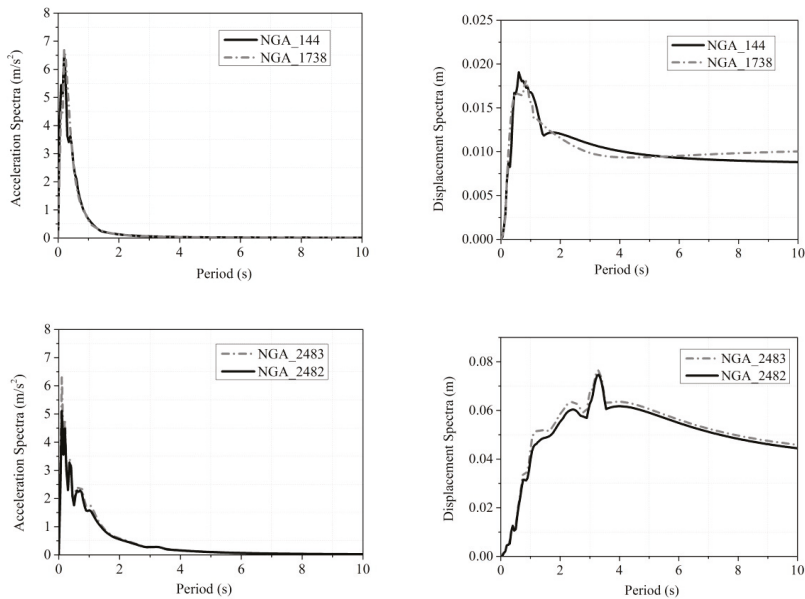 8
7
6
5
4
3
2
1
0
0 2 4 6 8 10
Acceleration Spectra (m/s²)
Period (s)
NGA_144
NGA_1738
0.025
0.020
0.015
0.010
0.005
0.000
0 2 4 6 8 10
Displacement Spectra (m)
Period (s)
NGA_144
NGA_1738
8
7
6
5
4
3
2
1
0
0 2 4 6 8 10
Acceleration Spectra (m/s²)
Period (s)
NGA_2483
NGA_2482
0.08
0.06
0.04
0.02
0.00
0 2 4 6 8 10
Displacement Spectra (m)
Period (s)
NGA_2483
NGA_2482